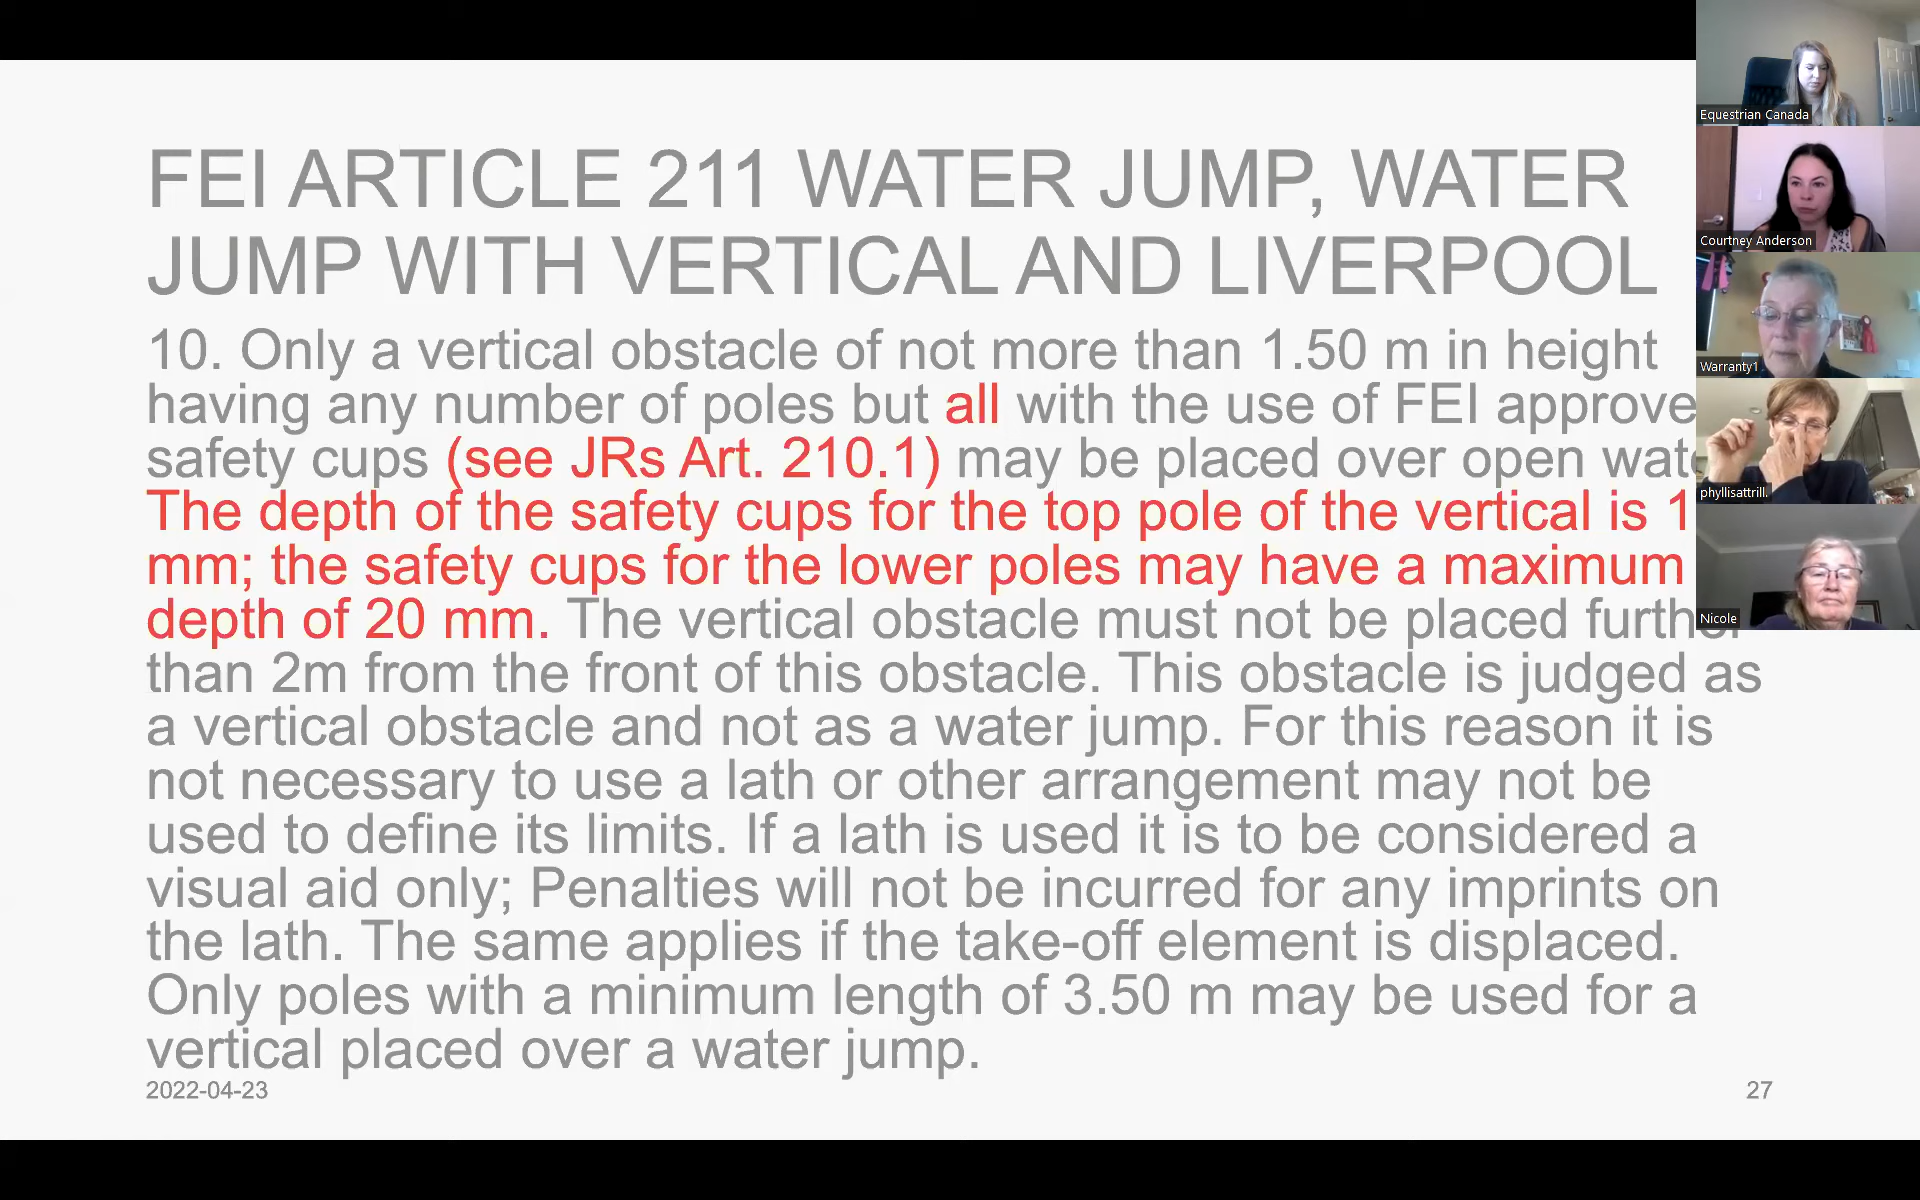 FEI ARTICLE 211 WATER JUMP, WATER
JUMP WITH VERTICAL AND LIVERPOOL
10. Only a vertical obstacle of not more than 1.50 m in height
having any number of poles but all with the use of FEI approve
safety cups (see JRs Art. 210.1) may be placed over open wat
The depth of the safety cups for the top pole of the vertical is 1
mm; the safety cups for the lower poles may have a maximum
depth of 20 mm. The vertical obstacle must not be placed further
than 2m from the front of this obstacle. This obstacle is judged as
a vertical obstacle and not as a water jump. For this reason it is
not necessary to use a lath or other arrangement may not be
used to define its limits. If a lath is used it is to be considered a
visual aid only; Penalties will not be incurred for any imprints on
the lath. The same applies if the take-off element is displaced.
Only poles with a minimum length of 3.50 m may be used for a
vertical placed over a water jump.
2022-04-23
27
Equestrian Canada
Courtney Anderson
Warranty1
phyllisattrill.
Nicole